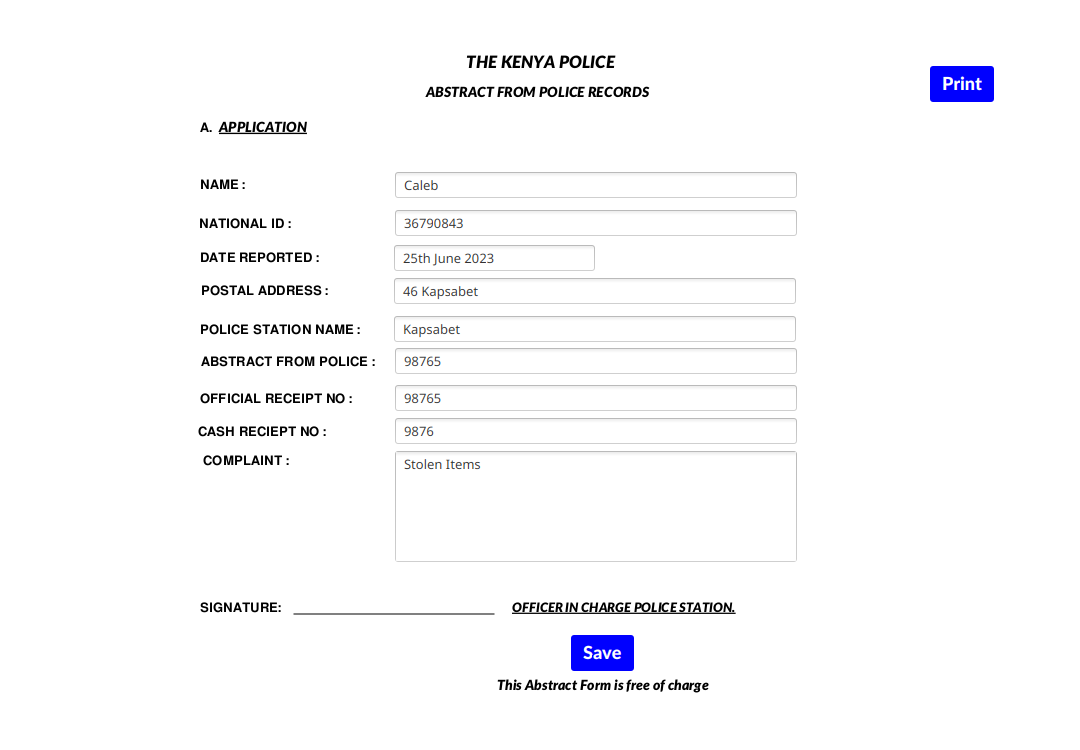 THE KENYA POLICE
ABSTRACT FROM POLICE RECORDS
Print
A. APPLICATION
NAME : Caleb
NATIONAL ID : 36790843
DATE REPORTED : 25th June 2023
POSTAL ADDRESS : 46 Kapsabet
POLICE STATION NAME : Kapsabet
ABSTRACT FROM POLICE : 98765
OFFICIAL RECEIPT NO : 98765
CASH RECIEPT NO : 9876
COMPLAINT : Stolen Items
SIGNATURE: OFFICER IN CHARGE POLICE STATION.
Save
This Abstract Form is free of charge